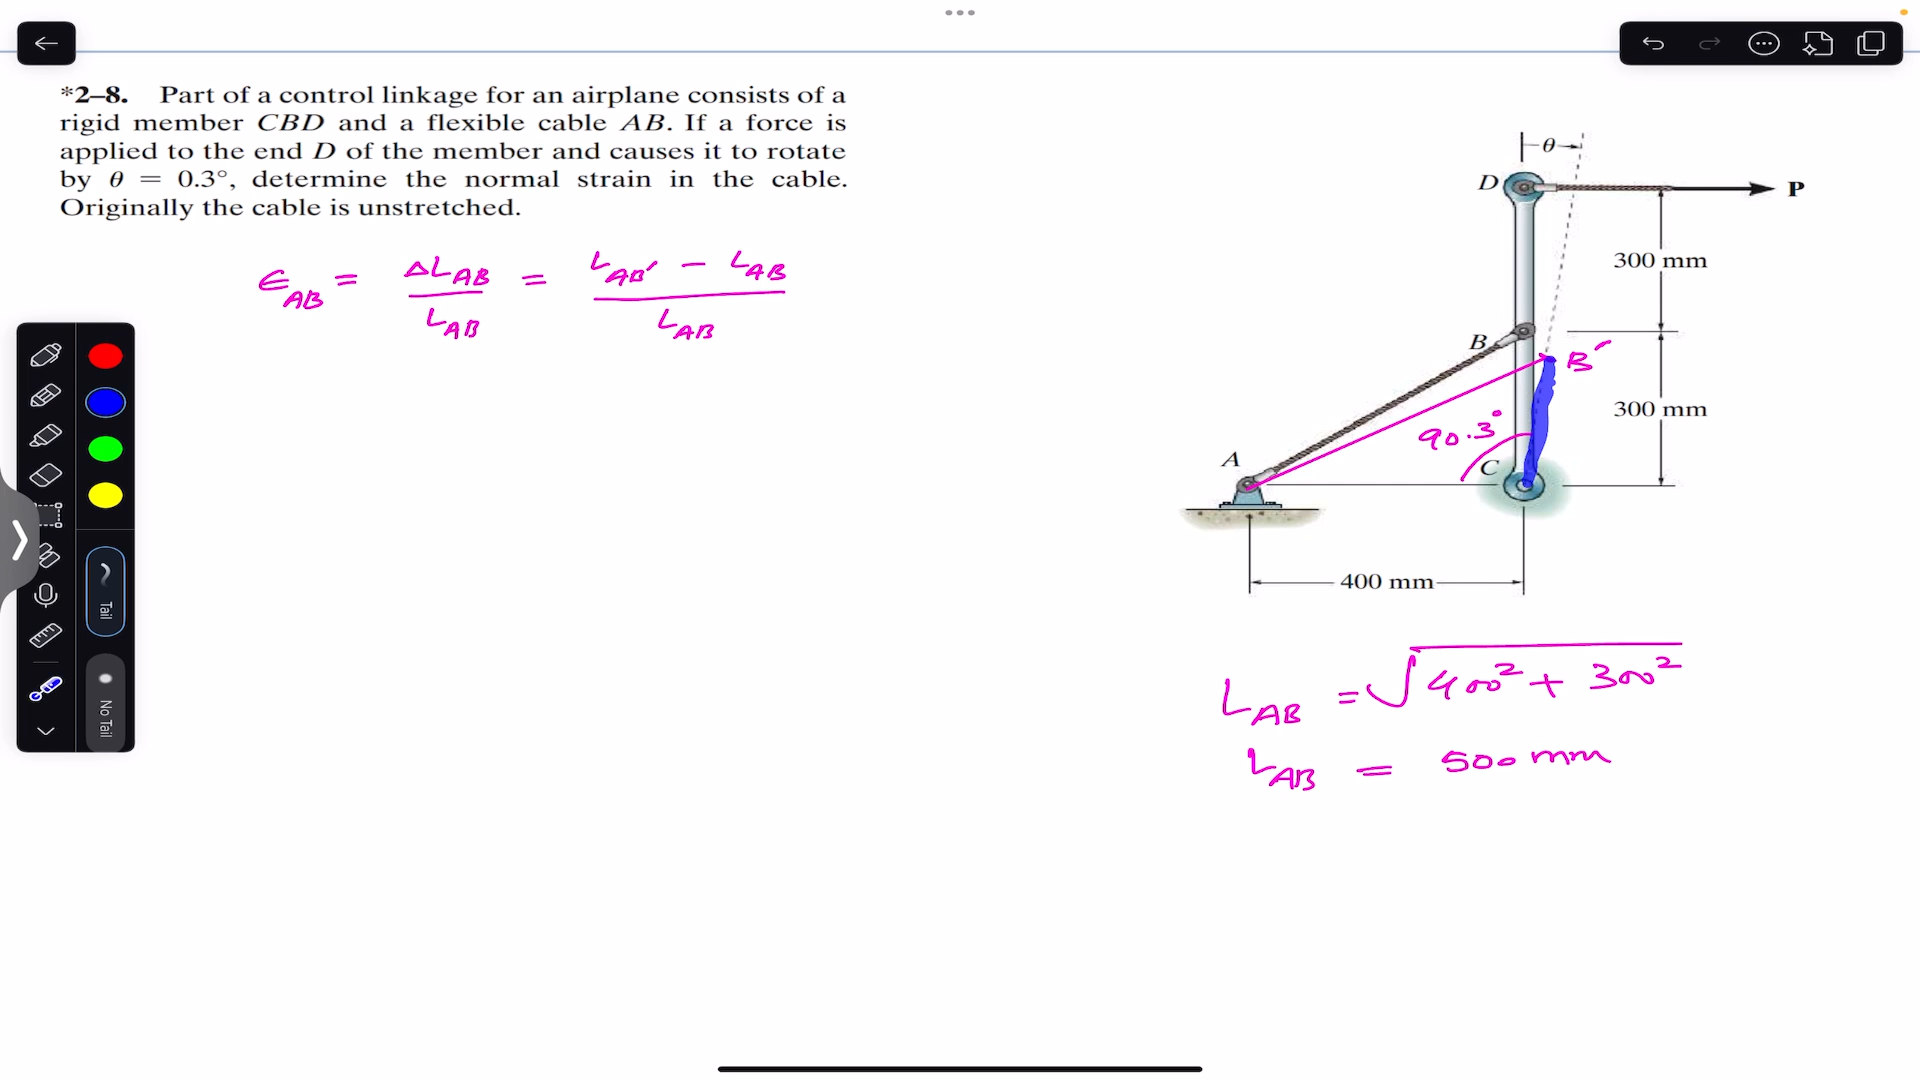 *2–8. Part of a control linkage for an airplane consists of a
rigid member CBD and a flexible cable AB. If a force is
applied to the end D of the member and causes it to rotate
by θ = 0.3°, determine the normal strain in the cable.
Originally the cable is unstretched.
ϵ_AB = ΔL_AB / L_AB = (L_AB′ − L_AB) / L_AB
θ
D
P
300 mm
B
B′
300 mm
90.3°
A
C
400 mm
L_AB = √(400² + 300²)
L_AB = 500 mm
Tail
No Tail